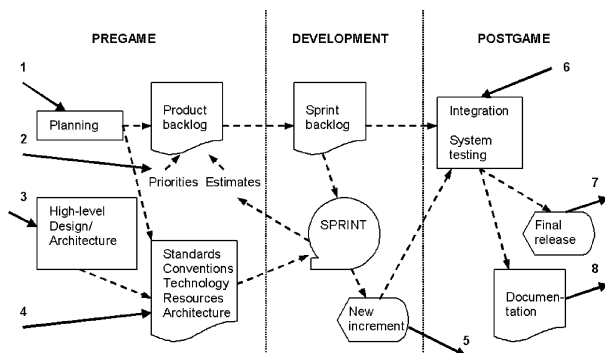 PREGAME
DEVELOPMENT
POSTGAME
1
6
Planning
Product
backlog
Sprint
backlog
Integration
System
testing
2
Priorities
Estimates
3
7
High-level
Design/
Architecture
SPRINT
Final
release
Standards
Conventions
Technology
Resources
Architecture
8
4
New
increment
Documen-
tation
5